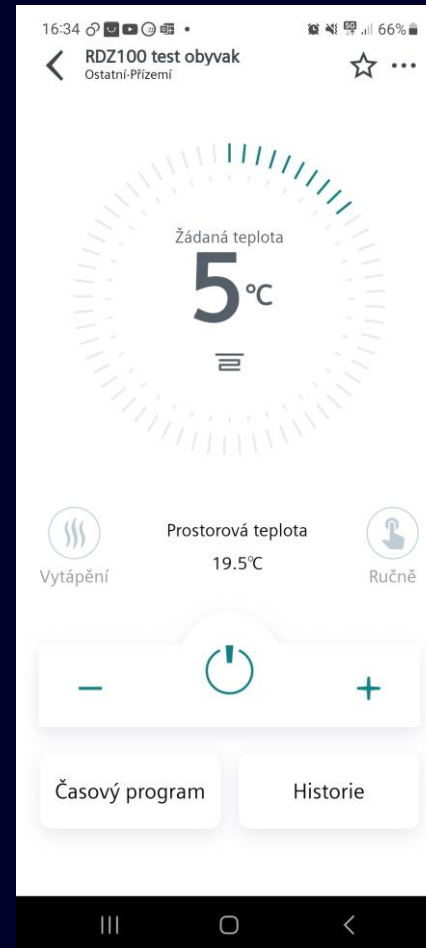 16:34
66%
RDZ100 test obyvak
Ostatní·Přízemí
Žádaná teplota
5 °C
Vytápění
Prostorová teplota
19.5°C
Ručně
Časový program
Historie